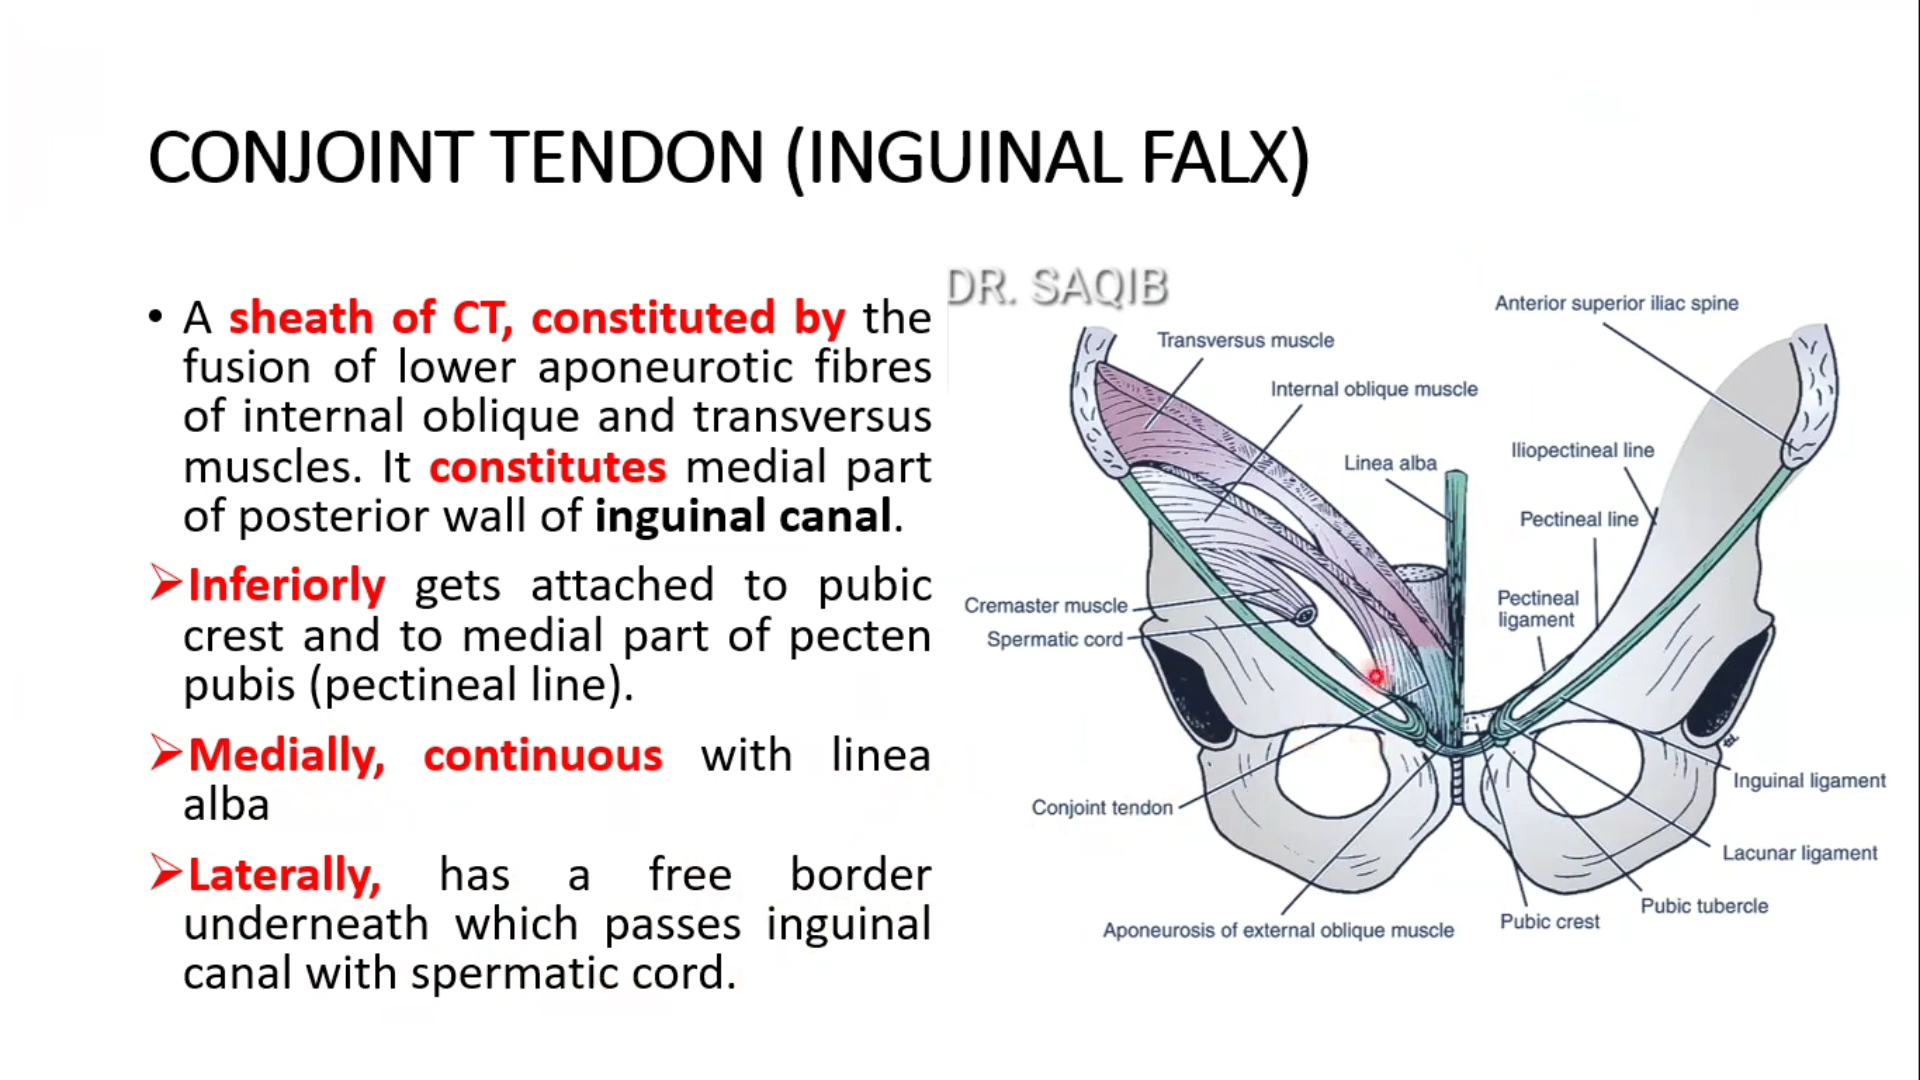 CONJOINT TENDON (INGUINAL FALX)
• A sheath of CT, constituted by the
fusion of lower aponeurotic fibres
of internal oblique and transversus
muscles. It constitutes medial part
of posterior wall of inguinal canal.
➢Inferiorly gets attached to pubic
crest and to medial part of pecten
pubis (pectineal line).
➢Medially, continuous with linea
alba
➢Laterally, has a free border
underneath which passes inguinal
canal with spermatic cord.
DR. SAQIB
Anterior superior iliac spine
Transversus muscle
Internal oblique muscle
Linea alba
Iliopectineal line
Pectineal line
Pectineal
ligament
Cremaster muscle
Spermatic cord
Conjoint tendon
Inguinal ligament
Lacunar ligament
Pubic tubercle
Pubic crest
Aponeurosis of external oblique muscle